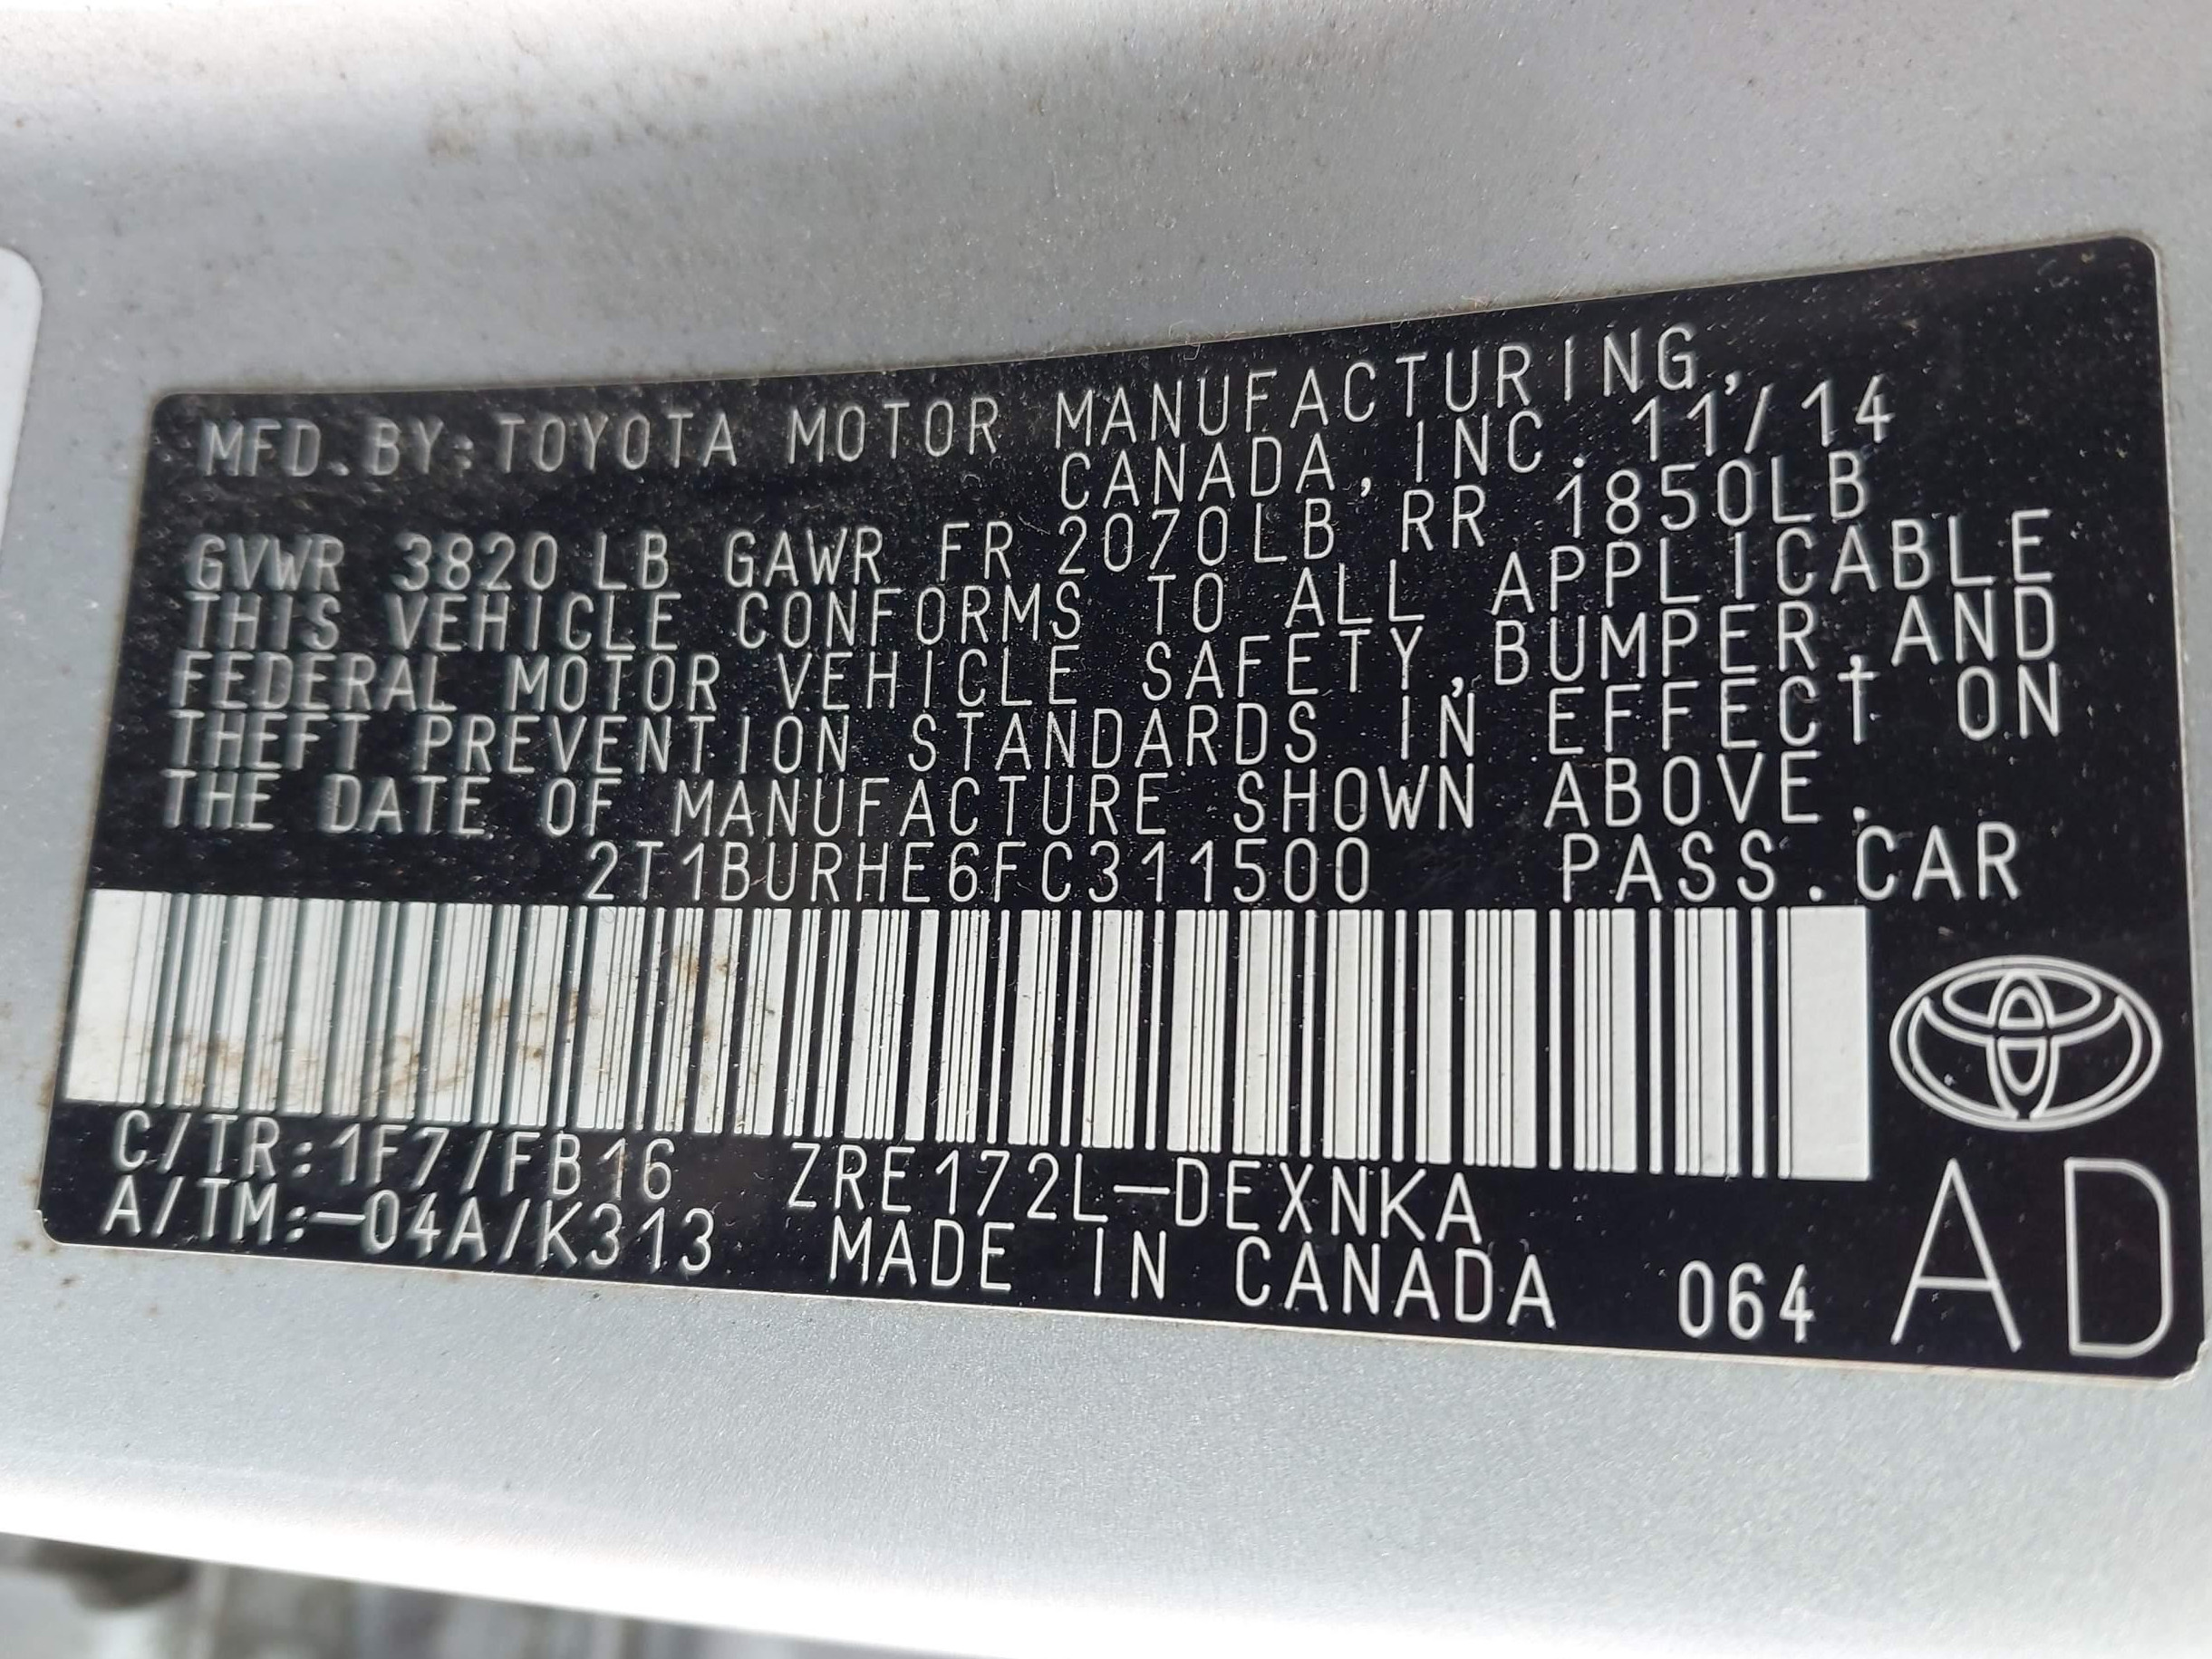 MFD.BY:TOYOTA MOTOR MANUFACTURING,
CANADA,INC. 11/14
GVWR 3820LB GAWR FR 2070LB RR 1850LB
THIS VEHICLE CONFORMS TO ALL APPLICABLE
FEDERAL MOTOR VEHICLE SAFETY,BUMPER,AND
THEFT PREVENTION STANDARDS IN EFFECT ON
THE DATE OF MANUFACTURE SHOWN ABOVE.
2T1BURHE6FC311500 PASS.CAR
C/TR:1F7/FB16 ZRE172L-DEXNKA
A/TM:-04A/K313 MADE IN CANADA 064 AD